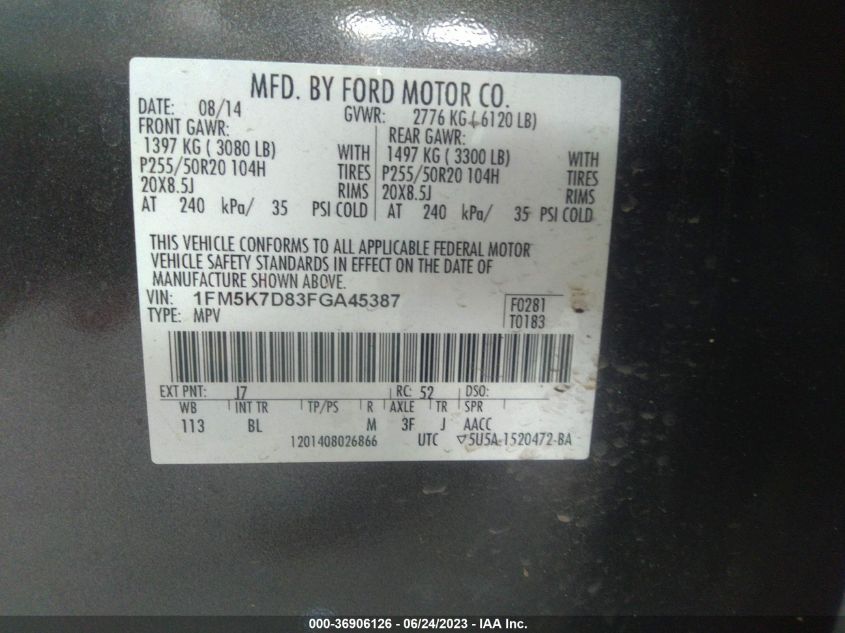 MFD. BY FORD MOTOR CO.
DATE: 08/14 GVWR: 2776 KG ( 6120 LB)
FRONT GAWR: REAR GAWR:
1397 KG ( 3080 LB) WITH 1497 KG ( 3300 LB) WITH
P255/50R20 104H TIRES P255/50R20 104H TIRES
20X8.5J RIMS 20X8.5J RIMS
AT 240 kPa/ 35 PSI COLD AT 240 kPa/ 35 PSI COLD
THIS VEHICLE CONFORMS TO ALL APPLICABLE FEDERAL MOTOR
VEHICLE SAFETY STANDARDS IN EFFECT ON THE DATE OF
MANUFACTURE SHOWN ABOVE.
VIN: 1FM5K7D83FGA45387 F0281
TYPE: MPV T0183
EXT PNT: J7 RC: 52 DSO:
WB INT TR TP/PS R AXLE TR SPR
113 BL M 3F J AACC
1201408026866 UTC ▽5U5A-1520472-BA
000-36906126 - 06/24/2023 - IAA Inc.